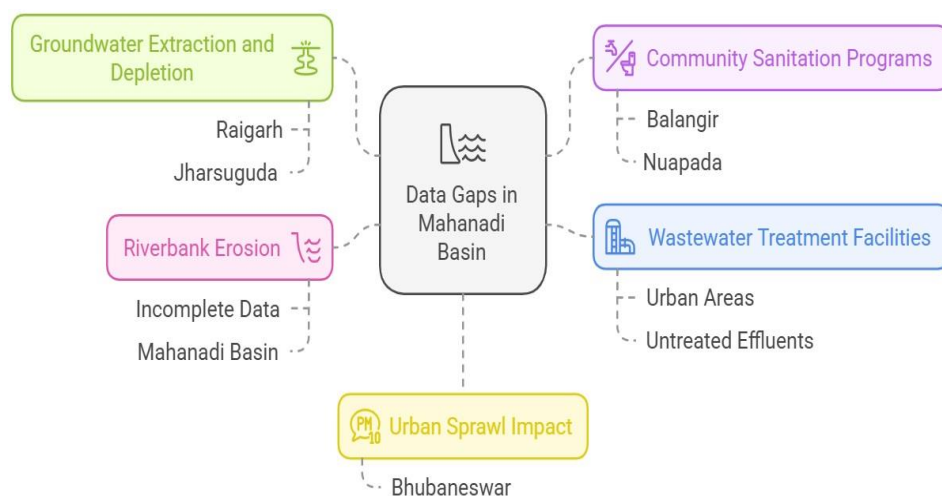 Groundwater Extraction and
Depletion
Raigarh
Jharsuguda
Riverbank Erosion
Incomplete Data
Mahanadi Basin
Data Gaps in
Mahanadi
Basin
Community Sanitation Programs
Balangir
Nuapada
Wastewater Treatment Facilities
Urban Areas
Untreated Effluents
PM
10
Urban Sprawl Impact
Bhubaneswar